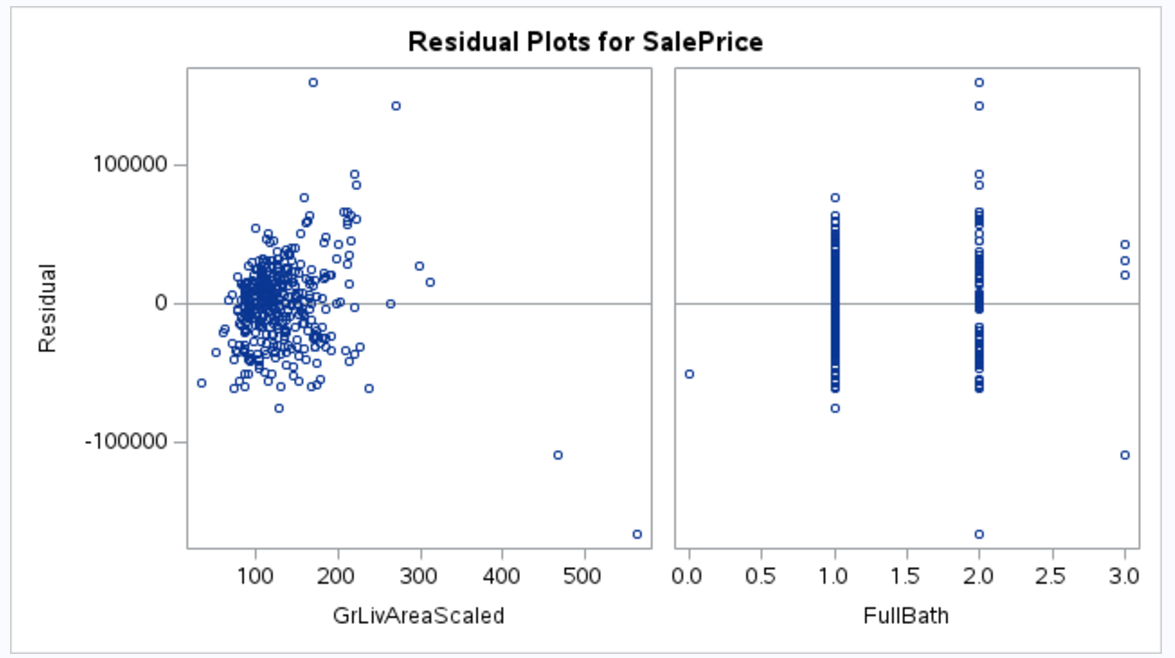 Residual Plots for SalePrice
Residual
100000
0
-100000
100 200 300 400 500
0.0 0.5 1.0 1.5 2.0 2.5 3.0
GrLivAreaScaled
FullBath